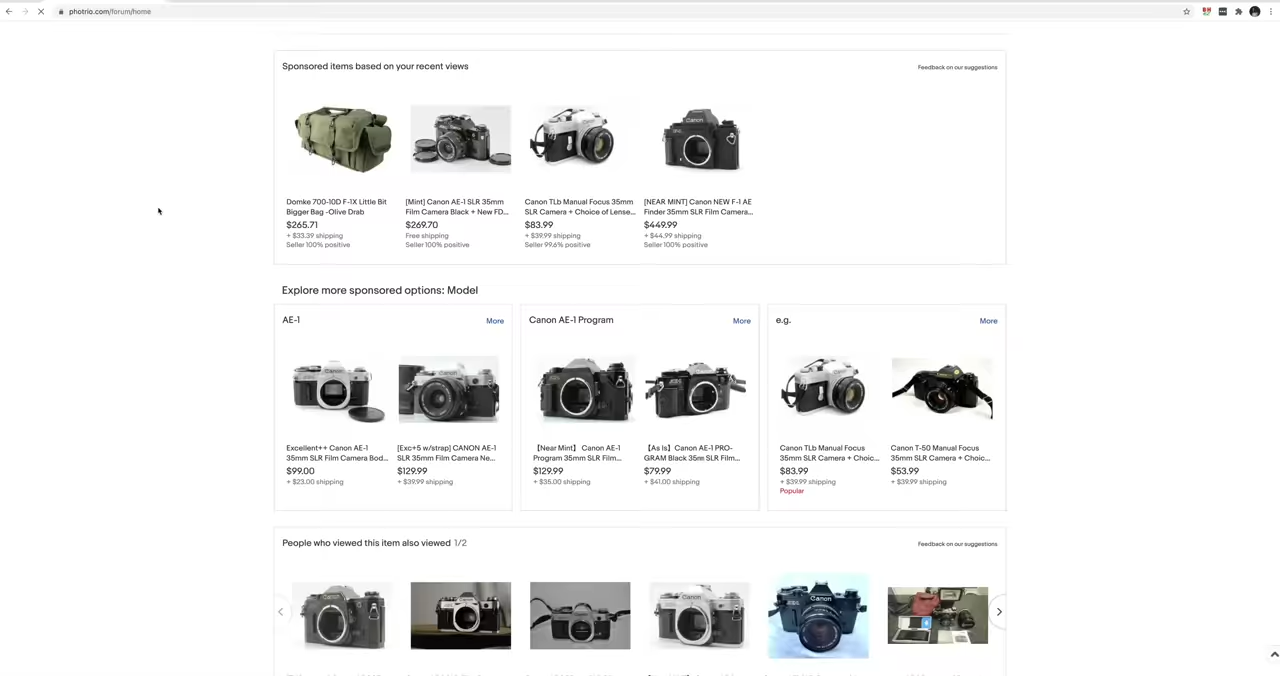 photrio.com/forum/home
Sponsored items based on your recent views
Feedback on our suggestions
Domke 700-10D F-1X Little Bit
Bigger Bag -Olive Drab
$265.71
+ $33.39 shipping
Seller 100% positive
[Mint] Canon AE-1 SLR 35mm
Film Camera Black + New FD...
$269.70
Free shipping
Seller 100% positive
Canon TLb Manual Focus 35mm
SLR Camera + Choice of Lense...
$83.99
+ $39.99 shipping
Seller 99.6% positive
[NEAR MINT] Canon NEW F-1 AE
Finder 35mm SLR Film Camera...
$449.99
+ $44.99 shipping
Seller 100% positive
Explore more sponsored options: Model
AE-1
More
Excellent++ Canon AE-1
35mm SLR Film Camera Bod...
$99.00
+ $23.00 shipping
[Exc+5 w/strap] CANON AE-1
SLR 35mm Film Camera Ne...
$129.99
+ $39.99 shipping
Canon AE-1 Program
More
【Near Mint】 Canon AE-1
Program 35mm SLR Film...
$129.99
+ $35.00 shipping
【As Is】Canon AE-1 PRO-
GRAM Black 35m SLR Film...
$79.99
+ $41.00 shipping
e.g.
More
Canon TLb Manual Focus
35mm SLR Camera + Choic...
$83.99
+ $39.99 shipping
Popular
Canon T-50 Manual Focus
35mm SLR Camera + Choic...
$53.99
+ $39.99 shipping
People who viewed this item also viewed 1/2
Feedback on our suggestions